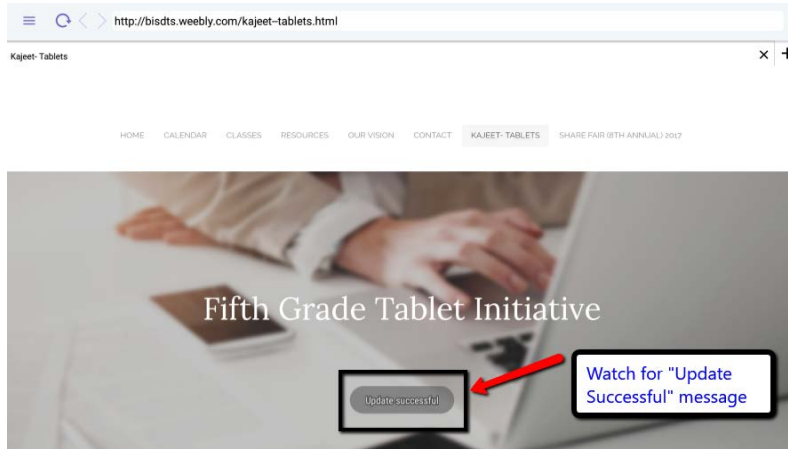 http://bisdts.weebly.com/kajeet--tablets.html
Kajeet- Tablets
HOME CALENDAR CLASSES RESOURCES OUR VISION CONTACT KAJEET- TABLETS SHARE FAIR (8TH ANNUAL) 2017
Fifth Grade Tablet Initiative
Update successful
Watch for "Update
Successful" message